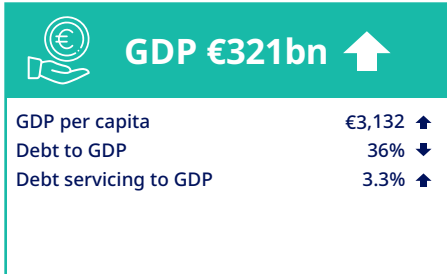 GDP €321bn
GDP per capita €3,132
Debt to GDP 36%
Debt servicing to GDP 3.3%